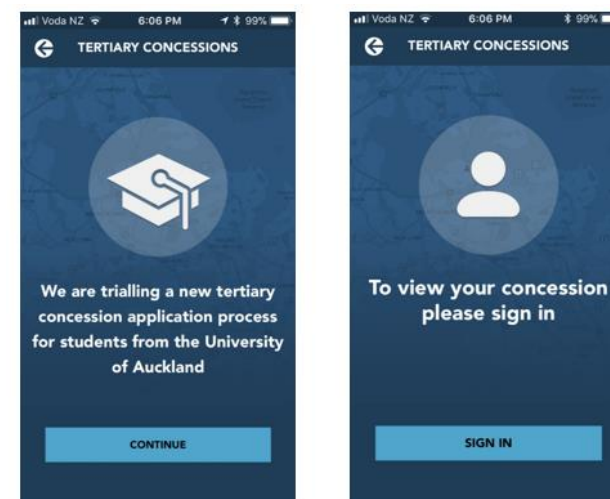 Voda NZ 6:06 PM 99%
TERTIARY CONCESSIONS
We are trialling a new tertiary
concession application process
for students from the University
of Auckland
CONTINUE
Voda NZ 6:06 PM 99%
TERTIARY CONCESSIONS
To view your concession
please sign in
SIGN IN